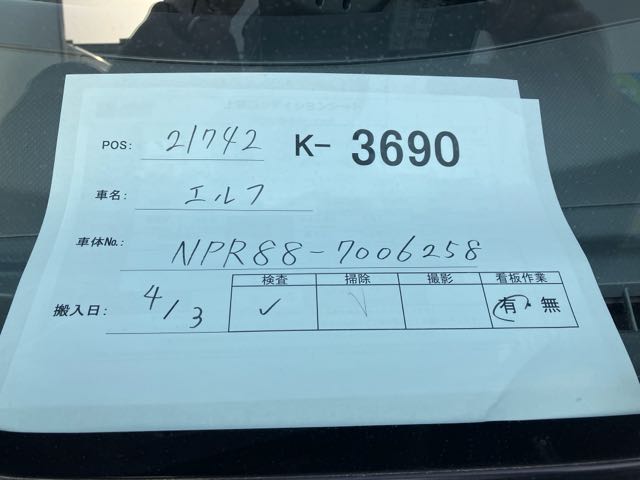 POS: 21742 K- 3690
車名: エルフ
車体No.: NPR88-7006258
検査 掃除 撮影 看板作業
搬入日: 4/3 ✓ ✓ 有・無